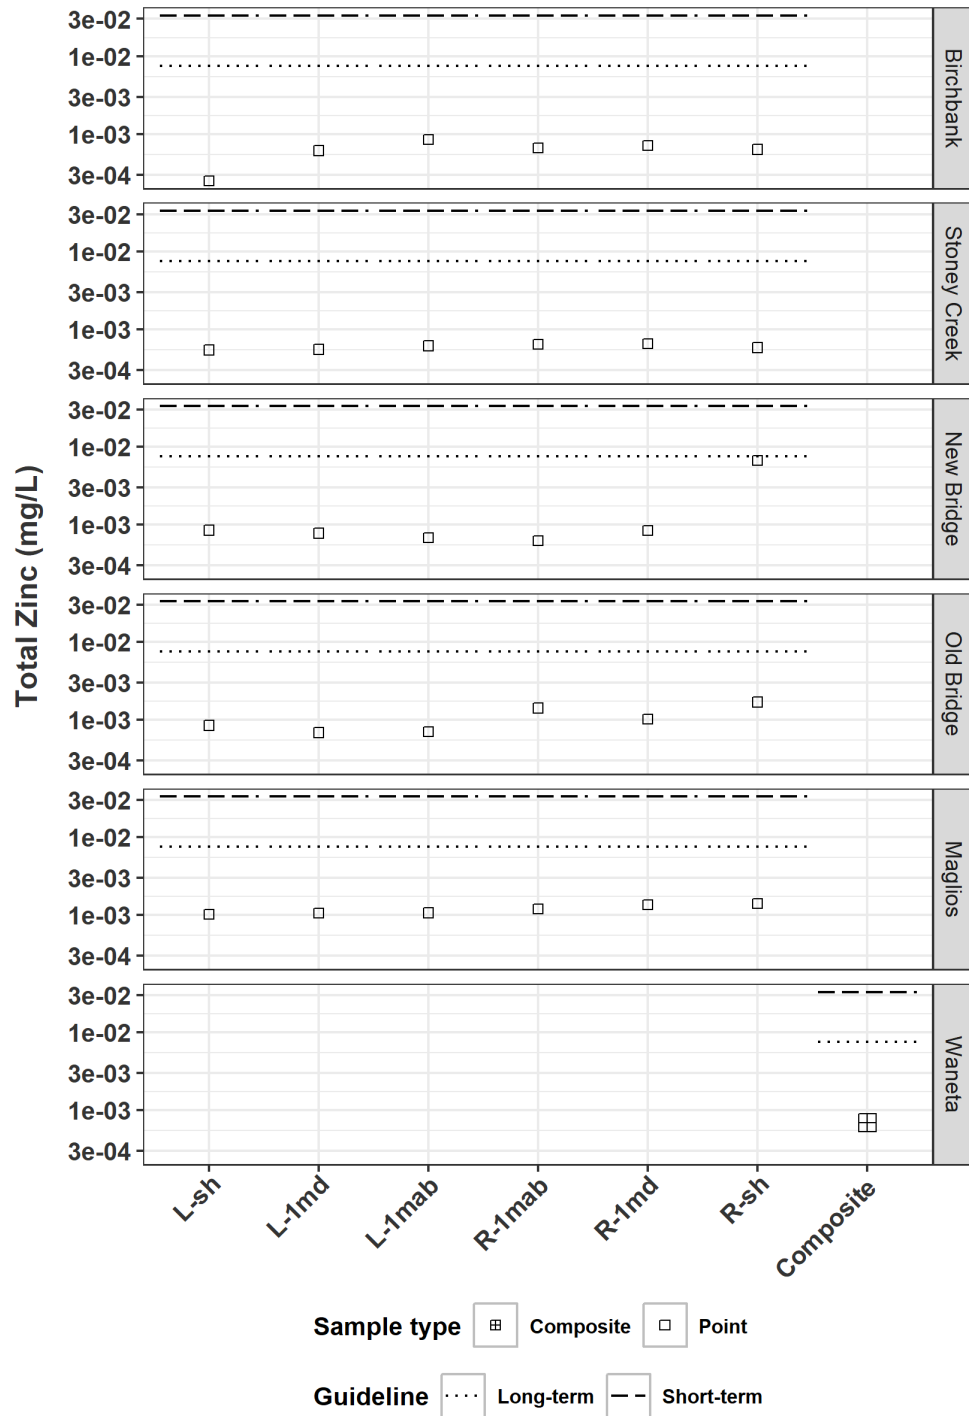 Total Zinc (mg/L)
3e-02
1e-02
3e-03
1e-03
3e-04
Birchbank
3e-02
1e-02
3e-03
1e-03
3e-04
Stoney Creek
3e-02
1e-02
3e-03
1e-03
3e-04
New Bridge
3e-02
1e-02
3e-03
1e-03
3e-04
Old Bridge
3e-02
1e-02
3e-03
1e-03
3e-04
Maglios
3e-02
1e-02
3e-03
1e-03
3e-04
Waneta
L-sh
L-1md
L-1mab
R-1mab
R-1md
R-sh
Composite
Sample type Composite Point
Guideline Long-term Short-term